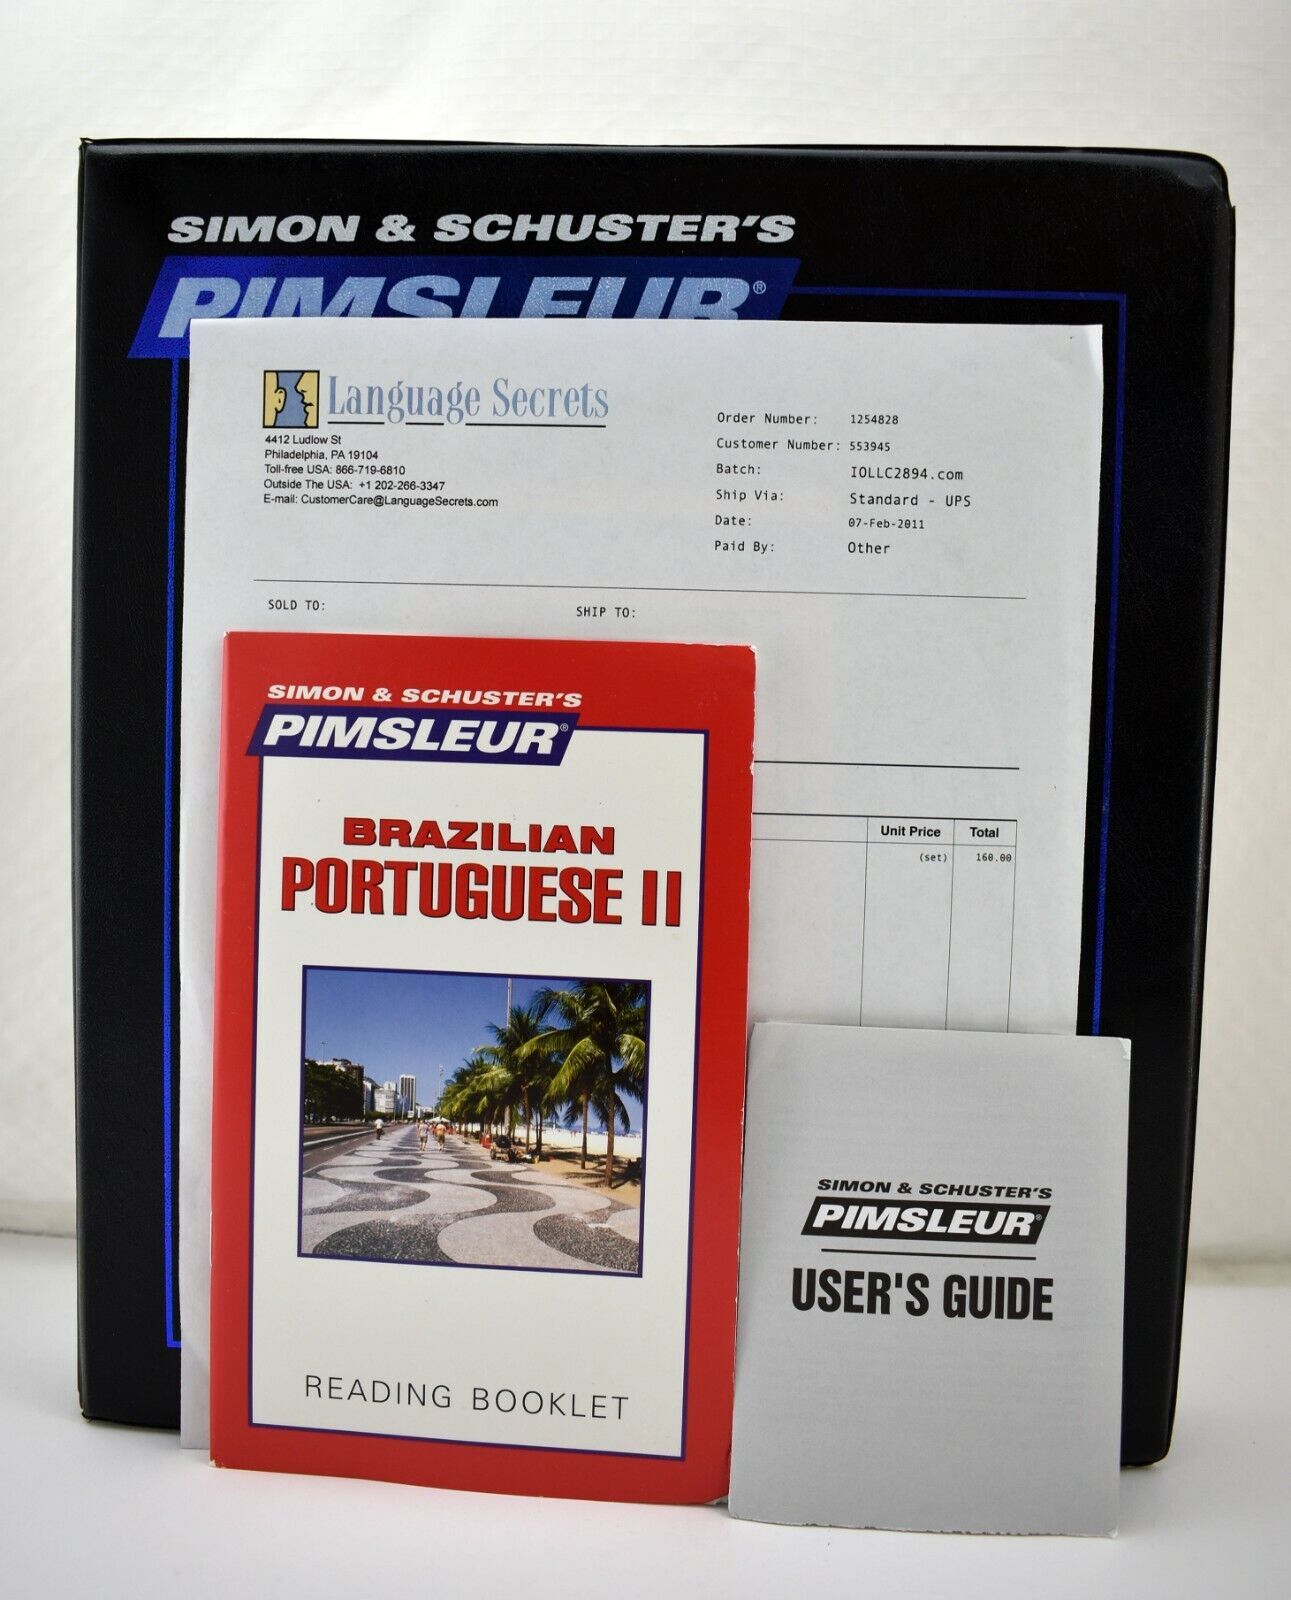 SIMON & SCHUSTER'S
PIMSLEUR®
Language Secrets
4412 Ludlow St
Philadelphia, PA 19104
Toll-free USA: 866-719-6810
Outside The USA: +1 202-266-3347
E-mail: CustomerCare@LanguageSecrets.com
Order Number: 1254828
Customer Number: 553945
Batch: IOLLC2894.com
Ship Via: Standard - UPS
Date: 07-Feb-2011
Paid By: Other
SOLD TO: SHIP TO:
Unit Price Total
(set) 160.00
SIMON & SCHUSTER'S
PIMSLEUR®
BRAZILIAN
PORTUGUESE II
READING BOOKLET
SIMON & SCHUSTER'S
PIMSLEUR®
USER'S GUIDE